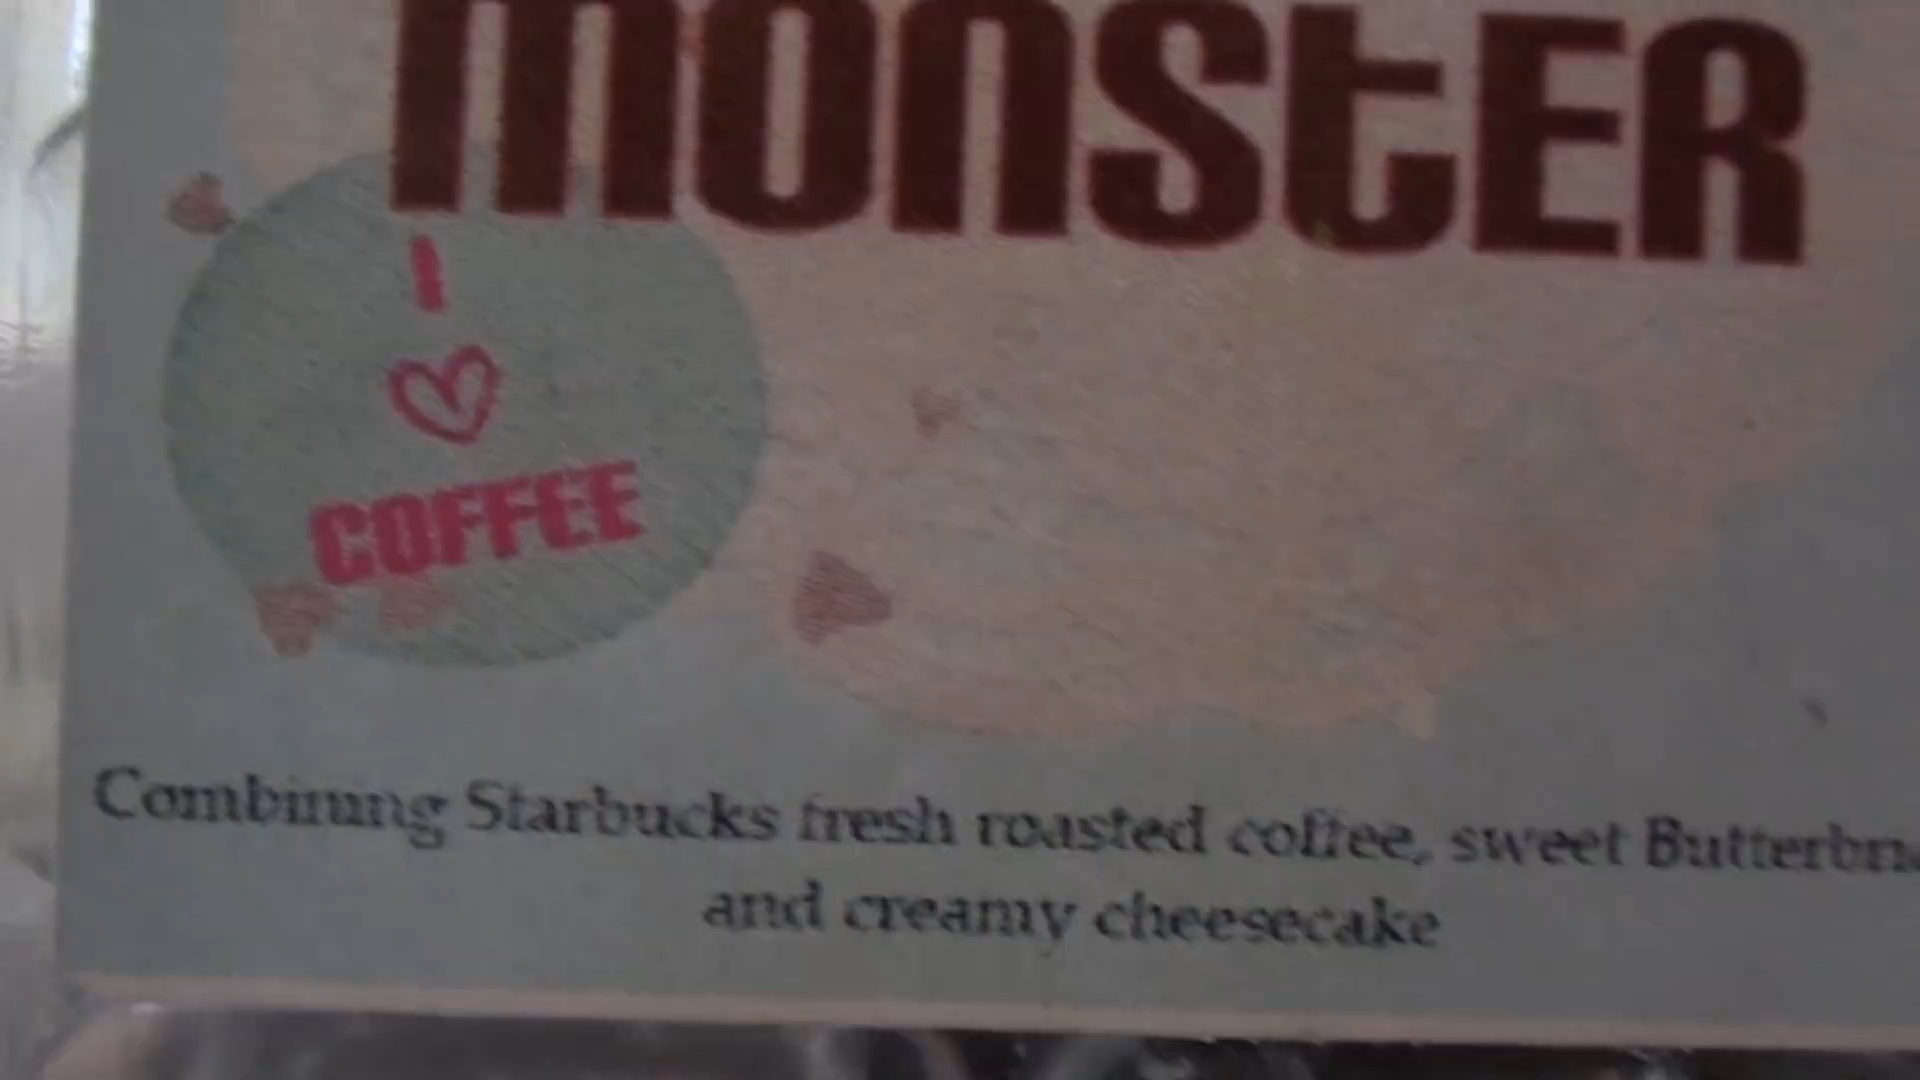 monstER
I
COFFEE
Combining Starbucks fresh roasted coffee, sweet
and creamy cheesecake